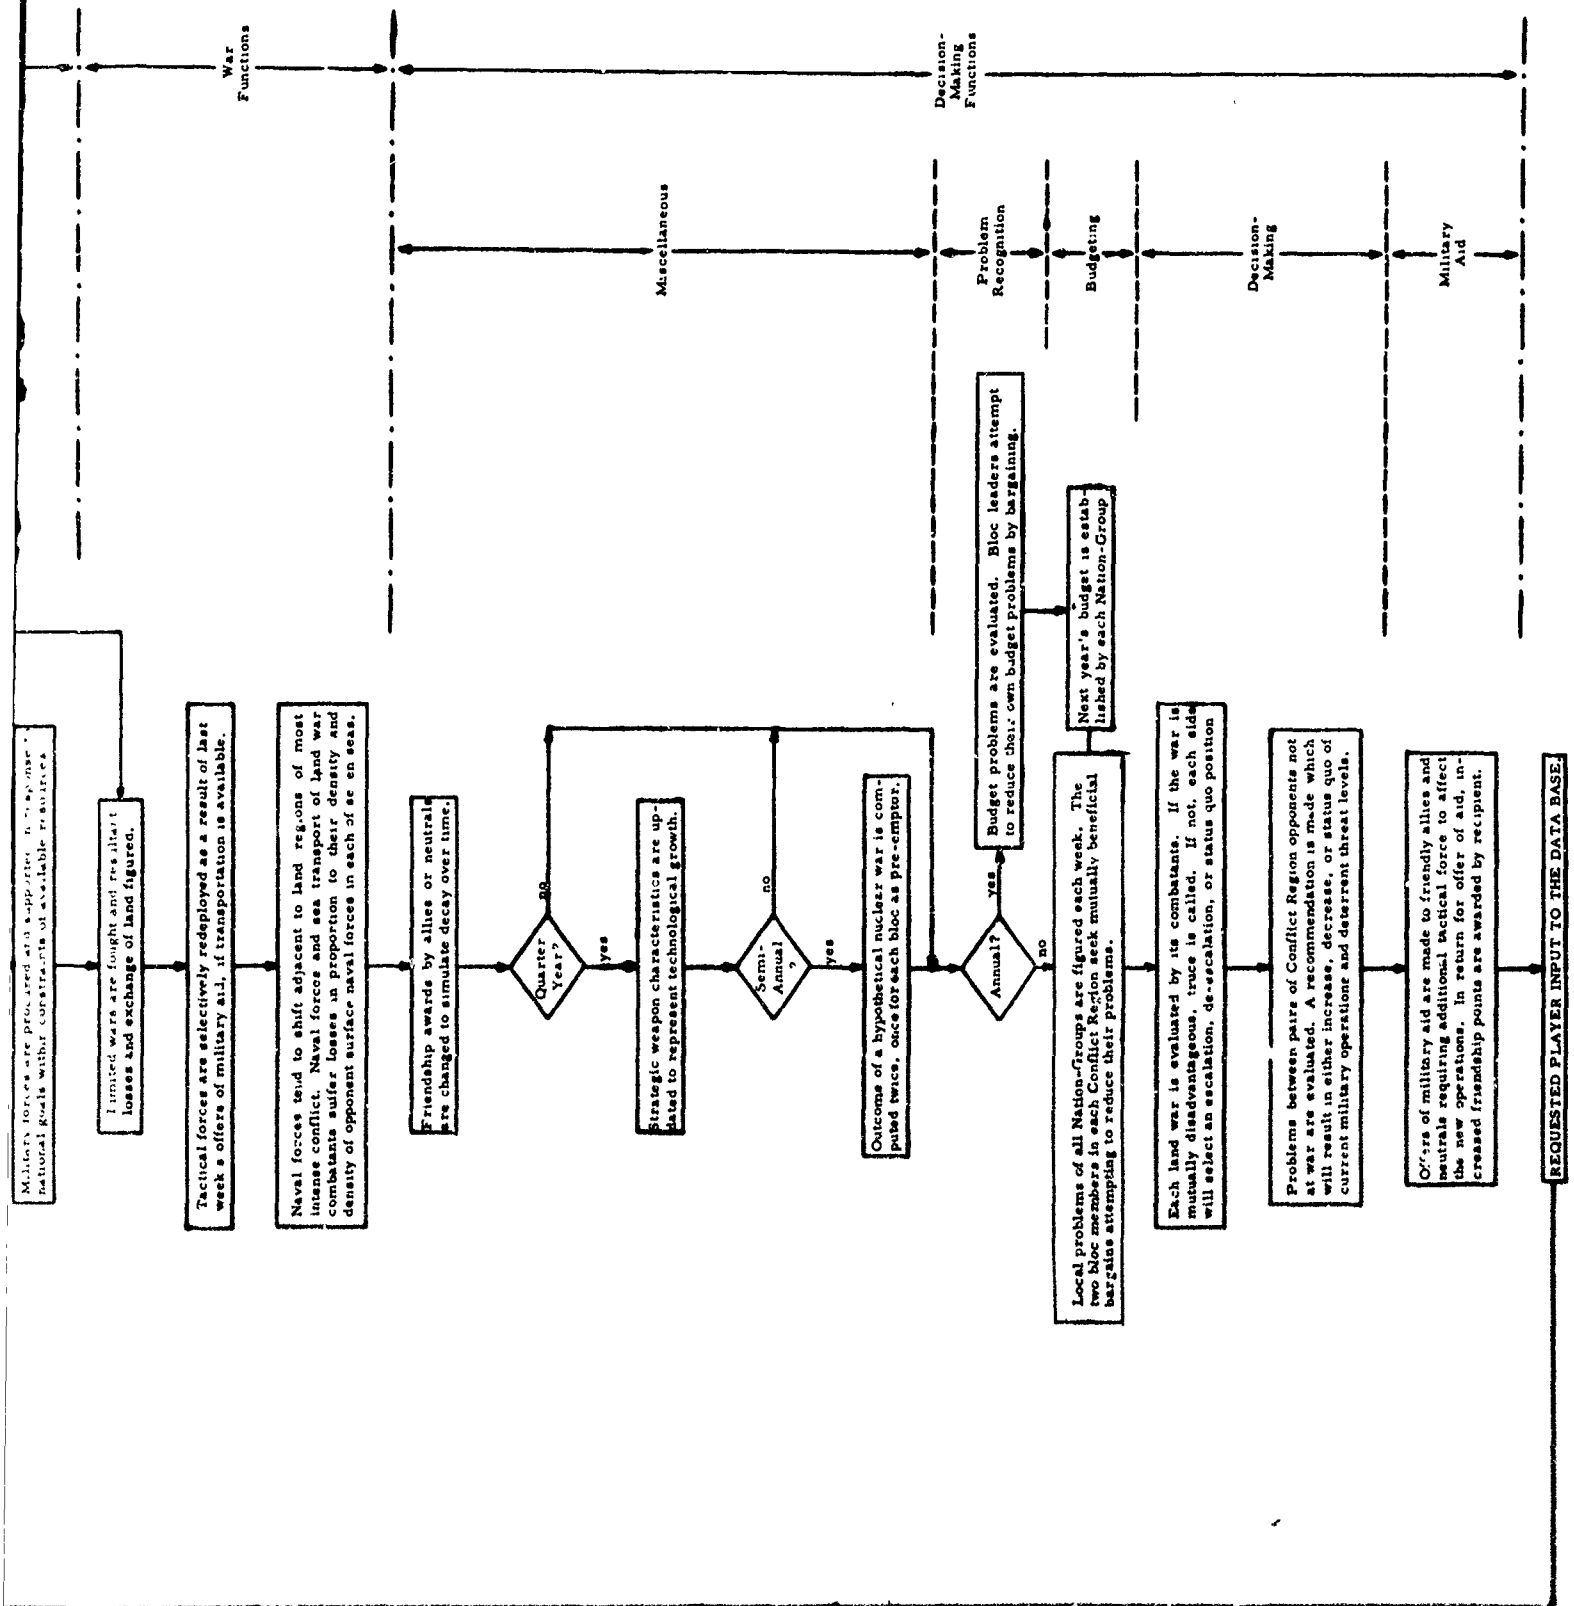 Military forces are procured and supported
national goals within constraints of available resources
Limited wars are fought and resultant
losses and exchange of land figured.
Tactical forces are selectively redeployed as a result of last
week s offers of military aid, if transportation is available.
Naval forces tend to shift adjacent to land regions of most
intense conflict. Naval forces and sea transport of land war
combatants suffer losses in proportion to their density and
density of opponent surface naval forces in each of se en seas.
Friendship awards by allies or neutrals
are changed to simulate decay over time.
Quarter
Year?
no
yes
Strategic weapon characteristics are up-
dated to represent technological growth.
Semi-
Annual
?
no
yes
Outcome of a hypothetical nuclear war is com-
puted twice, once for each bloc as pre-emptor.
Annual?
yes
no
Budget problems are evaluated. Bloc leaders attempt
to reduce their own budget problems by bargaining.
Next year's budget is estab-
lished by each Nation-Group
Local problems of all Nation-Groups are figured each week. The
two bloc members in each Conflict Region seek mutually beneficial
bargains attempting to reduce their problems.
Each land war is evaluated by its combatants. If the war is
mutually disadvantageous, truce is called. If not, each side
will select an escalation, de-escalation, or status quo position
Problems between pairs of Conflict Region opponents not
at war are evaluated. A recommendation is made which
will result in either increase, decrease, or status quo of
current military operations and deterrent threat levels.
Offers of military aid are made to friendly allies and
neutrals requiring additional tactical force to affect
the new operations. In return for offer of aid, in-
creased friendship points are awarded by recipient.
REQUESTED PLAYER INPUT TO THE DATA BASE.
War
Functions
Decision-
Making
Functions
Miscellaneous
Problem
Recognition
Budgeting
Decision-
Making
Military
Aid